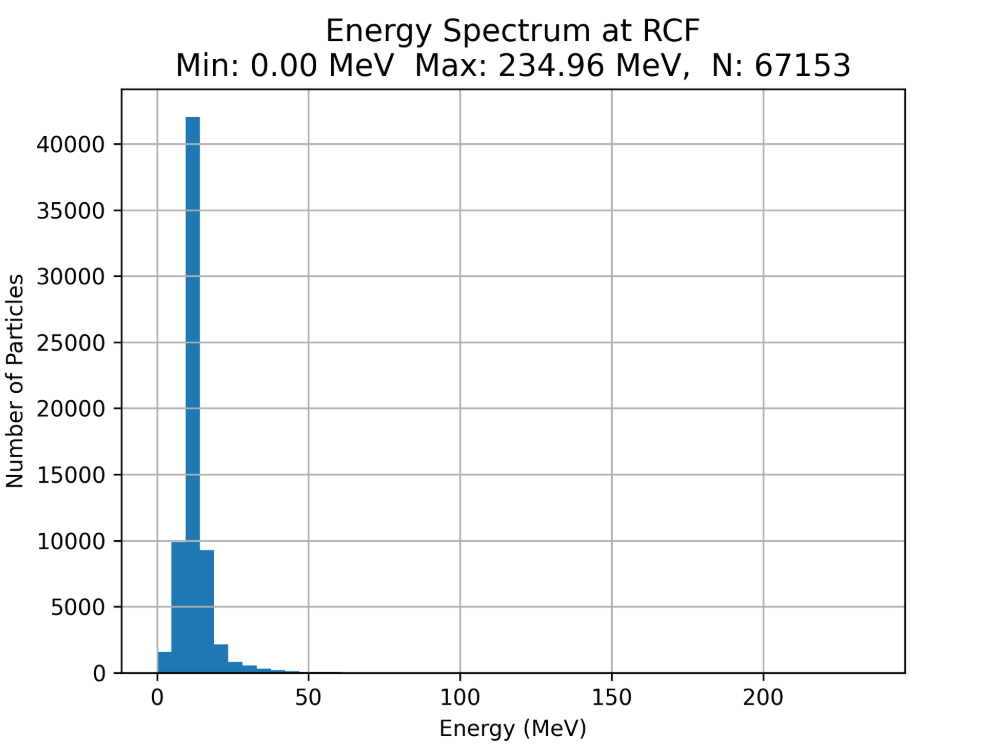 Energy Spectrum at RCF
Min: 0.00 MeV  Max: 234.96 MeV,  N: 67153
Number of Particles
40000
35000
30000
25000
20000
15000
10000
5000
0
0 50 100 150 200
Energy (MeV)